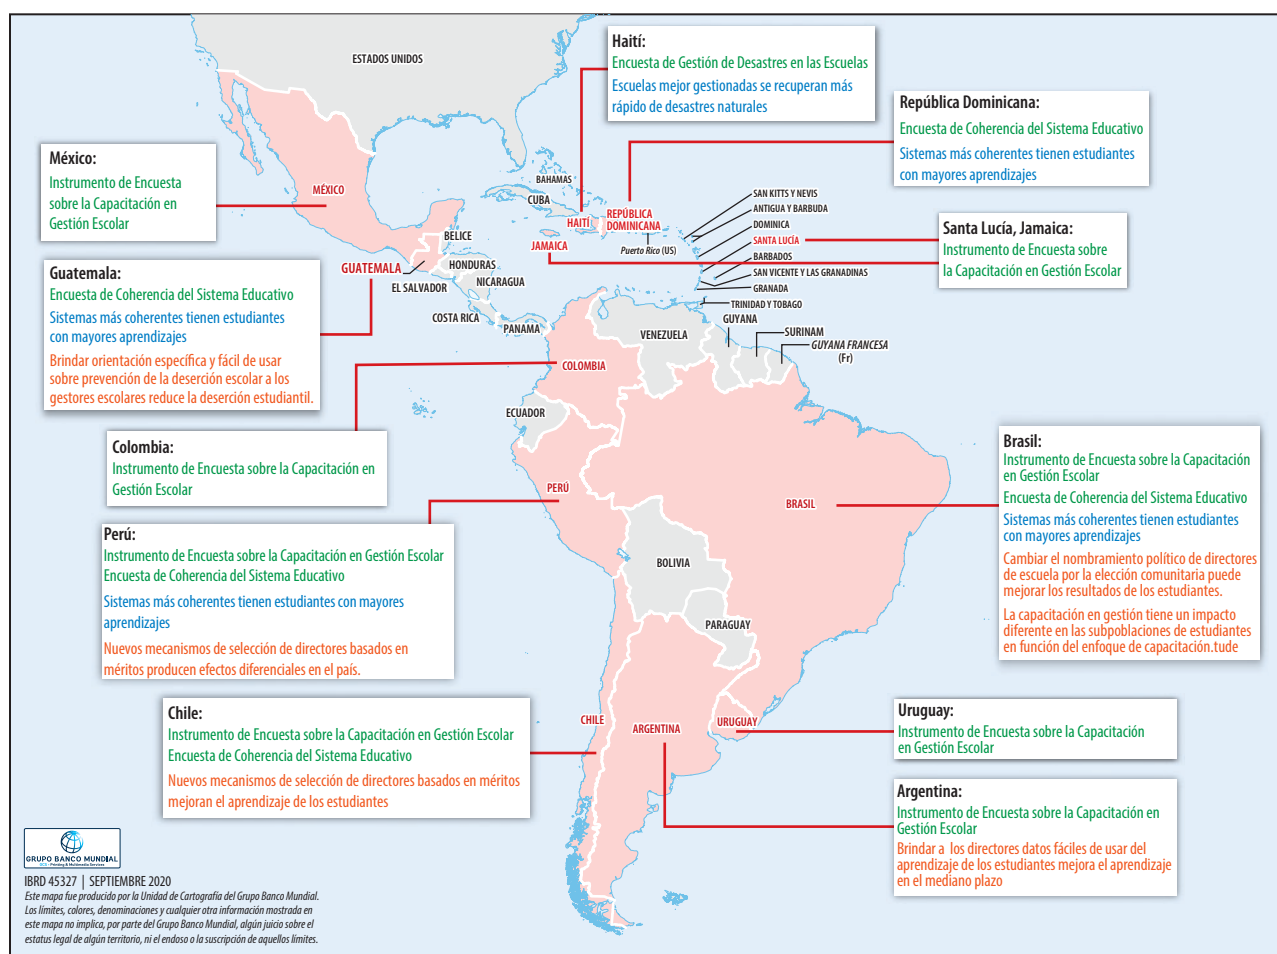 ESTADOS UNIDOS
Haití:
Encuesta de Gestión de Desastres en las Escuelas
Escuelas mejor gestionadas se recuperan más
rápido de desastres naturales
República Dominicana:
Encuesta de Coherencia del Sistema Educativo
Sistemas más coherentes tienen estudiantes
con mayores aprendizajes
México:
Instrumento de Encuesta
sobre la Capacitación en
Gestión Escolar
MÉXICO
BAHAMAS
CUBA
HAITÍ
REPÚBLICA
DOMINICANA
JAMAICA
Puerto Rico (US)
SAN KITTS Y NEVIS
ANTIGUA Y BARBUDA
DOMINICA
SANTA LUCÍA
BARBADOS
SAN VICENTE Y LAS GRANADINAS
GRANADA
TRINIDAD Y TOBAGO
Santa Lucía, Jamaica:
Instrumento de Encuesta sobre
la Capacitación en Gestión Escolar
BELICE
GUATEMALA
HONDURAS
EL SALVADOR
NICARAGUA
COSTA RICA
PANAMA
Guatemala:
Encuesta de Coherencia del Sistema Educativo
Sistemas más coherentes tienen estudiantes
con mayores aprendizajes
Brindar orientación específica y fácil de usar
sobre prevención de la deserción escolar a los
gestores escolares reduce la deserción estudiantil.
VENEZUELA
GUYANA
SURINAM
GUYANA FRANCESA
(Fr)
COLOMBIA
ECUADOR
Colombia:
Instrumento de Encuesta sobre la Capacitación en
Gestión Escolar
PERÚ
BRASIL
Brasil:
Instrumento de Encuesta sobre la Capacitación
en Gestión Escolar
Encuesta de Coherencia del Sistema Educativo
Sistemas más coherentes tienen estudiantes
con mayores aprendizajes
Cambiar el nombramiento político de directores
de escuela por la elección comunitaria puede
mejorar los resultados de los estudiantes.
La capacitación en gestión tiene un impacto
diferente en las subpoblaciones de estudiantes
en función del enfoque de capacitación.tude
Perú:
Instrumento de Encuesta sobre la Capacitación en Gestión Escolar
Encuesta de Coherencia del Sistema Educativo
Sistemas más coherentes tienen estudiantes con mayores
aprendizajes
Nuevos mecanismos de selección de directores basados en
méritos producen efectos diferenciales en el país.
BOLIVIA
PARAGUAY
Chile:
Instrumento de Encuesta sobre la Capacitación en Gestión Escolar
Encuesta de Coherencia del Sistema Educativo
Nuevos mecanismos de selección de directores basados en méritos
mejoran el aprendizaje de los estudiantes
CHILE
ARGENTINA
URUGUAY
Uruguay:
Instrumento de Encuesta sobre la Capacitación
en Gestión Escolar
Argentina:
Instrumento de Encuesta sobre la Capacitación en
Gestión Escolar
Brindar a los directores datos fáciles de usar del
aprendizaje de los estudiantes mejora el aprendizaje
en el mediano plazo
GRUPO BANCO MUNDIAL
GCS - Printing & Multimedia Services
IBRD 45327 | SEPTIEMBRE 2020
Este mapa fue producido por la Unidad de Cartografía del Grupo Banco Mundial.
Los límites, colores, denominaciones y cualquier otra información mostrada en
este mapa no implica, por parte del Grupo Banco Mundial, algún juicio sobre el
estatus legal de algún territorio, ni el endoso o la suscripción de aquellos límites.